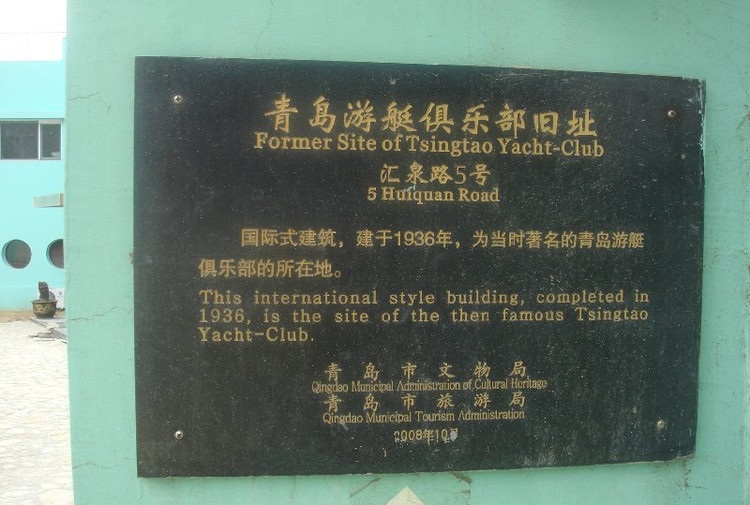 青岛游艇俱乐部旧址
Former Site of Tsingtao Yacht-Club
汇泉路5号
5 Huiquan Road
国际式建筑，建于1936年，为当时著名的青岛游艇
俱乐部的所在地。
This international style building, completed in
1936, is the site of the then famous Tsingtao
Yacht-Club.
青岛市文物局
Qingdao Municipal Administration of Cultural Heritage
青岛市旅游局
Qingdao Municipal Tourism Administration
2008年10月